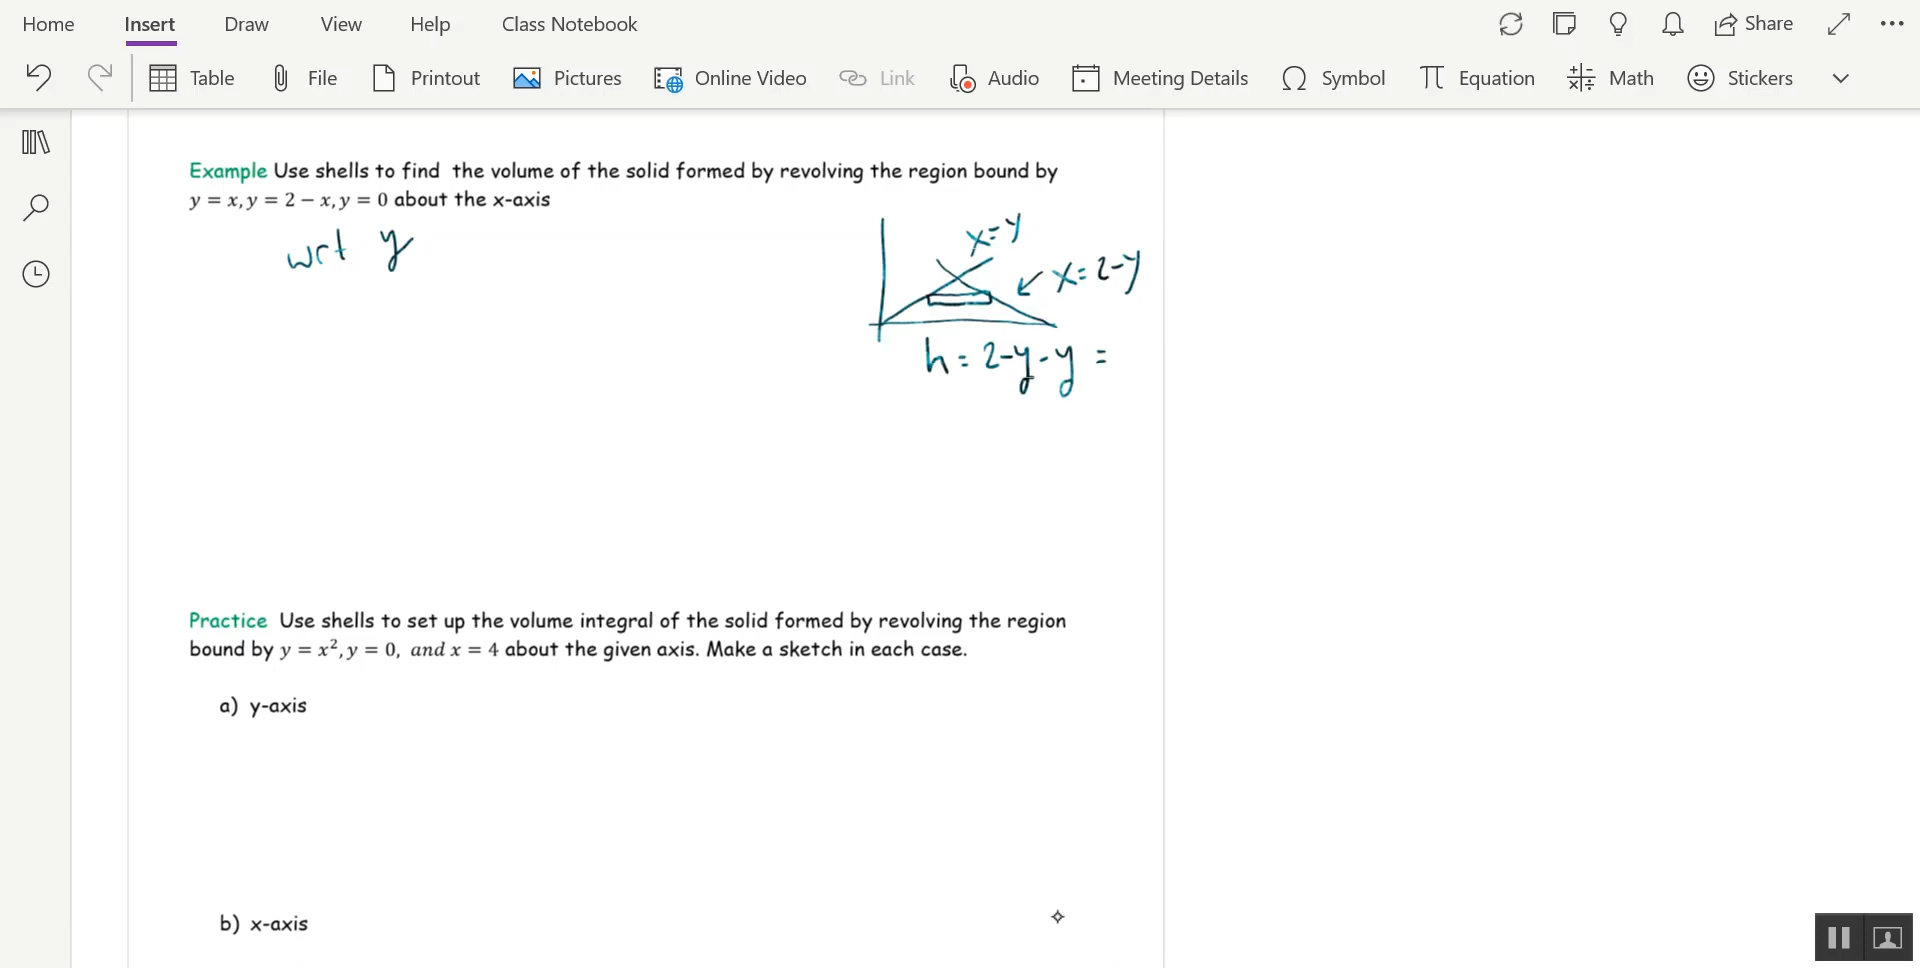 Home Insert Draw View Help Class Notebook Share
Table File Printout Pictures Online Video Link Audio Meeting Details Symbol Equation Math Stickers
Example Use shells to find the volume of the solid formed by revolving the region bound by
y = x, y = 2 − x, y = 0 about the x-axis
wrt y
x=y
x=2-y
h=2-y-y=
Practice Use shells to set up the volume integral of the solid formed by revolving the region
bound by y = x², y = 0, and x = 4 about the given axis. Make a sketch in each case.
a) y-axis
b) x-axis